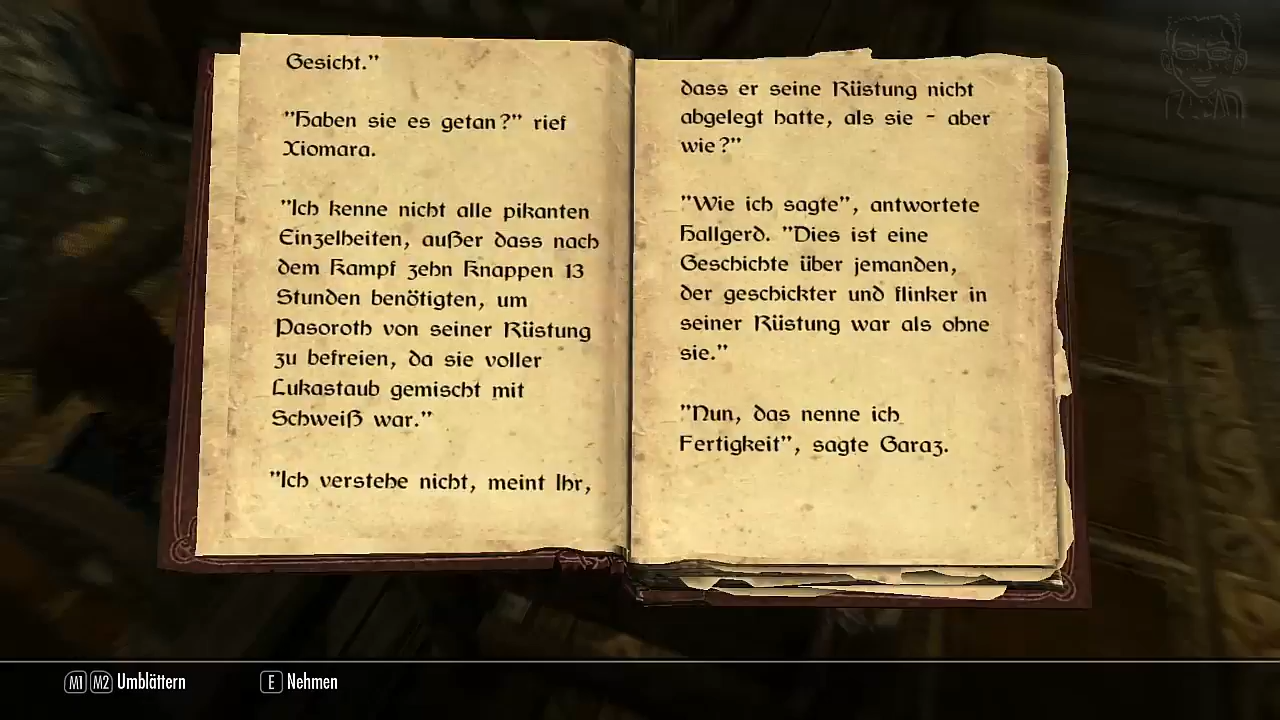 Gesicht."
"Haben sie es getan?" rief
Xiomara.
"Ich kenne nicht alle pikanten
Einzelheiten, außer dass nach
dem Kampf zehn Knappen 13
Stunden benötigten, um
Pasoroth von seiner Rüstung
zu befreien, da sie voller
Lukastaub gemischt mit
Schweiß war."
"Ich verstehe nicht, meint Ihr,
dass er seine Rüstung nicht
abgelegt hatte, als sie - aber
wie?"
"Wie ich sagte", antwortete
Hallgerd. "Dies ist eine
Geschichte über jemanden,
der geschickter und flinker in
seiner Rüstung war als ohne
sie."
"Nun, das nenne ich
Fertigkeit", sagte Garaz.
M1 M2 Umblättern
E Nehmen